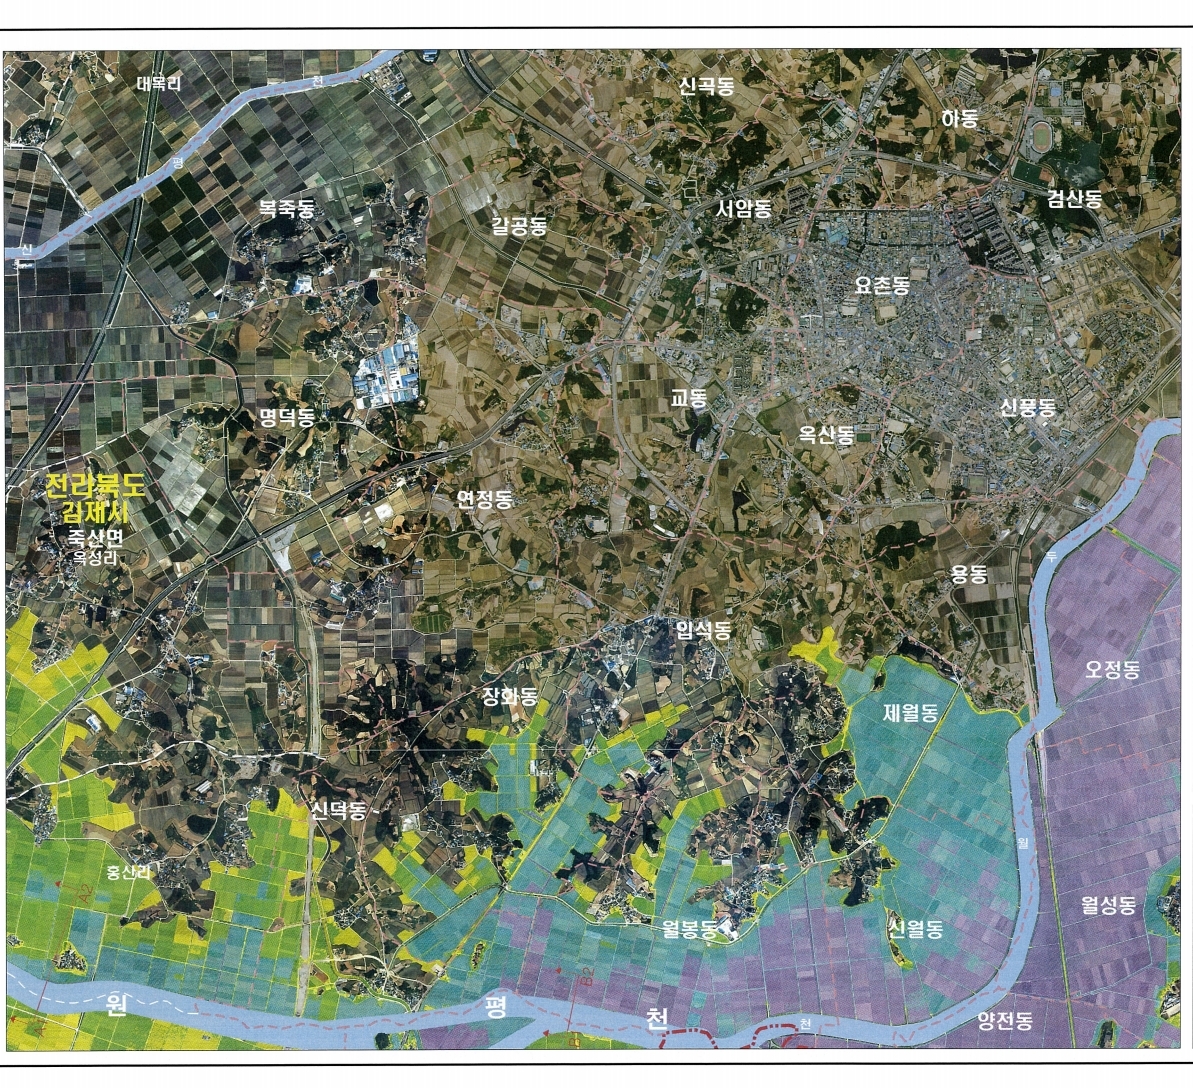 대목리
천
신곡동
하동
평
검산동
복죽동
서암동
갈공동
신
요촌동
교동
신풍동
명덕동
옥산동
전라북도
연정동
김제시
죽산면
옥성리
두
용동
입석동
오정동
장화동
제월동
신덕동
월
홍산리
A2
월성동
월봉동
신월동
B2
원
평
천
천
양전동